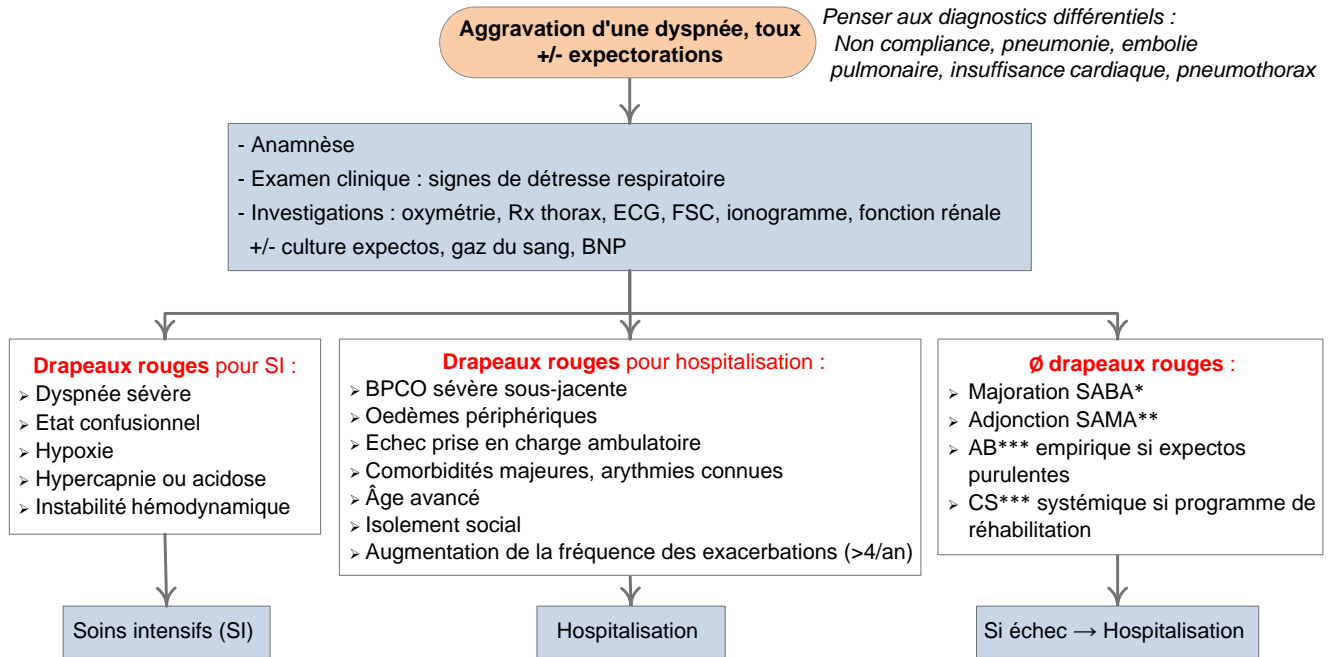 Aggravation d'une dyspnée, toux
+/- expectorations
Penser aux diagnostics différentiels :
Non compliance, pneumonie, embolie
pulmonaire, insuffisance cardiaque, pneumothorax
- Anamnèse
- Examen clinique : signes de détresse respiratoire
- Investigations : oxymétrie, Rx thorax, ECG, FSC, ionogramme, fonction rénale
+/- culture expectos, gaz du sang, BNP
Drapeaux rouges pour SI :
➢ Dyspnée sévère
➢ Etat confusionnel
➢ Hypoxie
➢ Hypercapnie ou acidose
➢ Instabilité hémodynamique
Soins intensifs (SI)
Drapeaux rouges pour hospitalisation :
➢ BPCO sévère sous-jacente
➢ Oedèmes périphériques
➢ Echec prise en charge ambulatoire
➢ Comorbidités majeures, arythmies connues
➢ Âge avancé
➢ Isolement social
➢ Augmentation de la fréquence des exacerbations (>4/an)
Hospitalisation
Ø drapeaux rouges :
➢ Majoration SABA*
➢ Adjonction SAMA**
➢ AB*** empirique si expectos
purulentes
➢ CS*** systémique si programme de
réhabilitation
Si échec → Hospitalisation